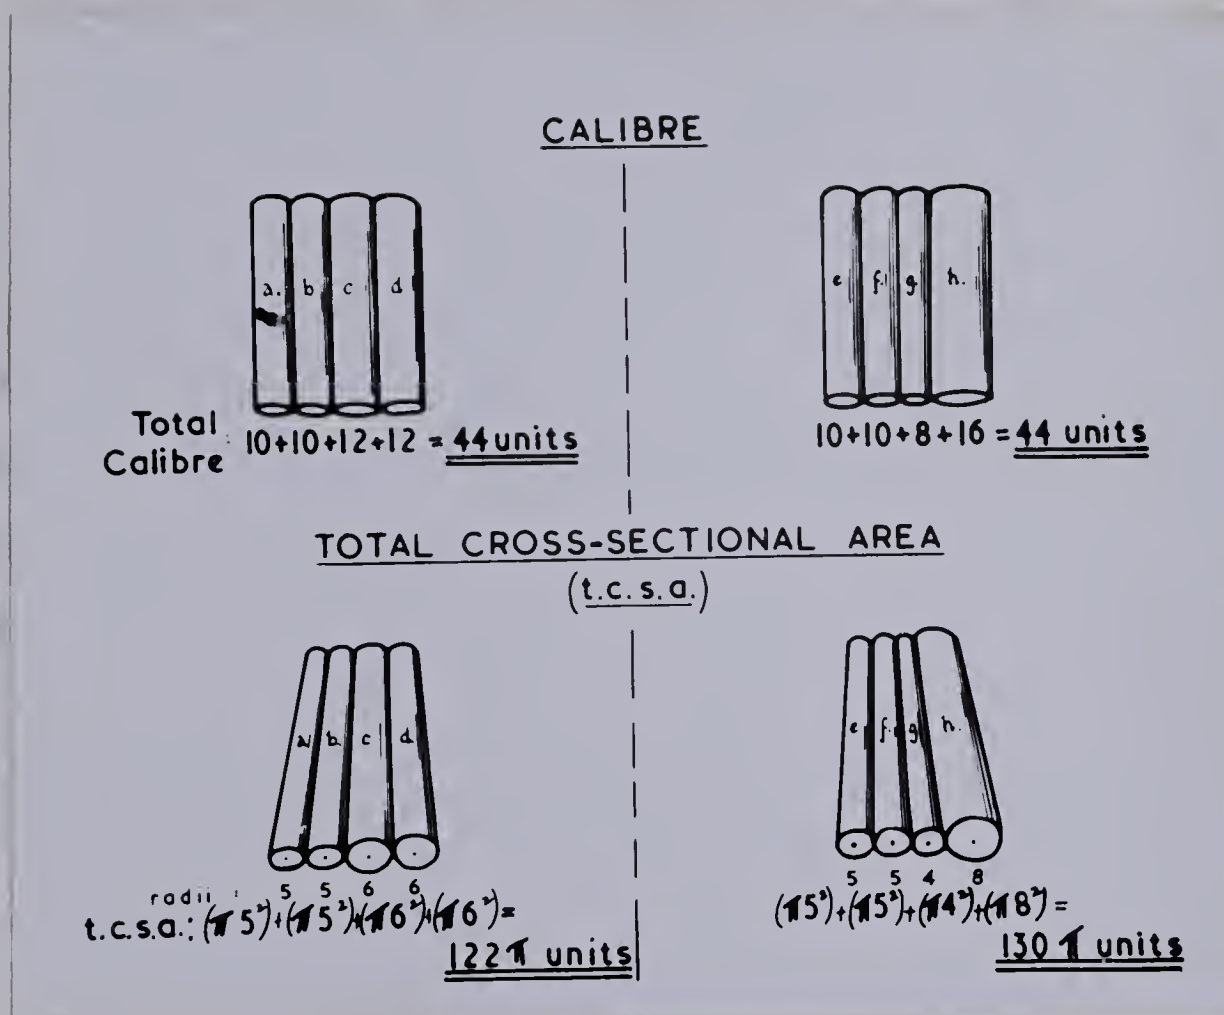 CALIBRE
a. b c d
e f. g h.
Total
Calibre : 10+10+12+12 = 44 units
10+10+8+16 = 44 units
TOTAL CROSS-SECTIONAL AREA
(t.c.s.a.)
a b. c d.
e f. g h.
radii : 5 5 6 6
t.c.s.a.: (π5²)+(π5²)+(π6²)+(π6²)=
122π units
5 5 4 8
(π5²)+(π5²)+(π4²)+(π8²) =
130 π units